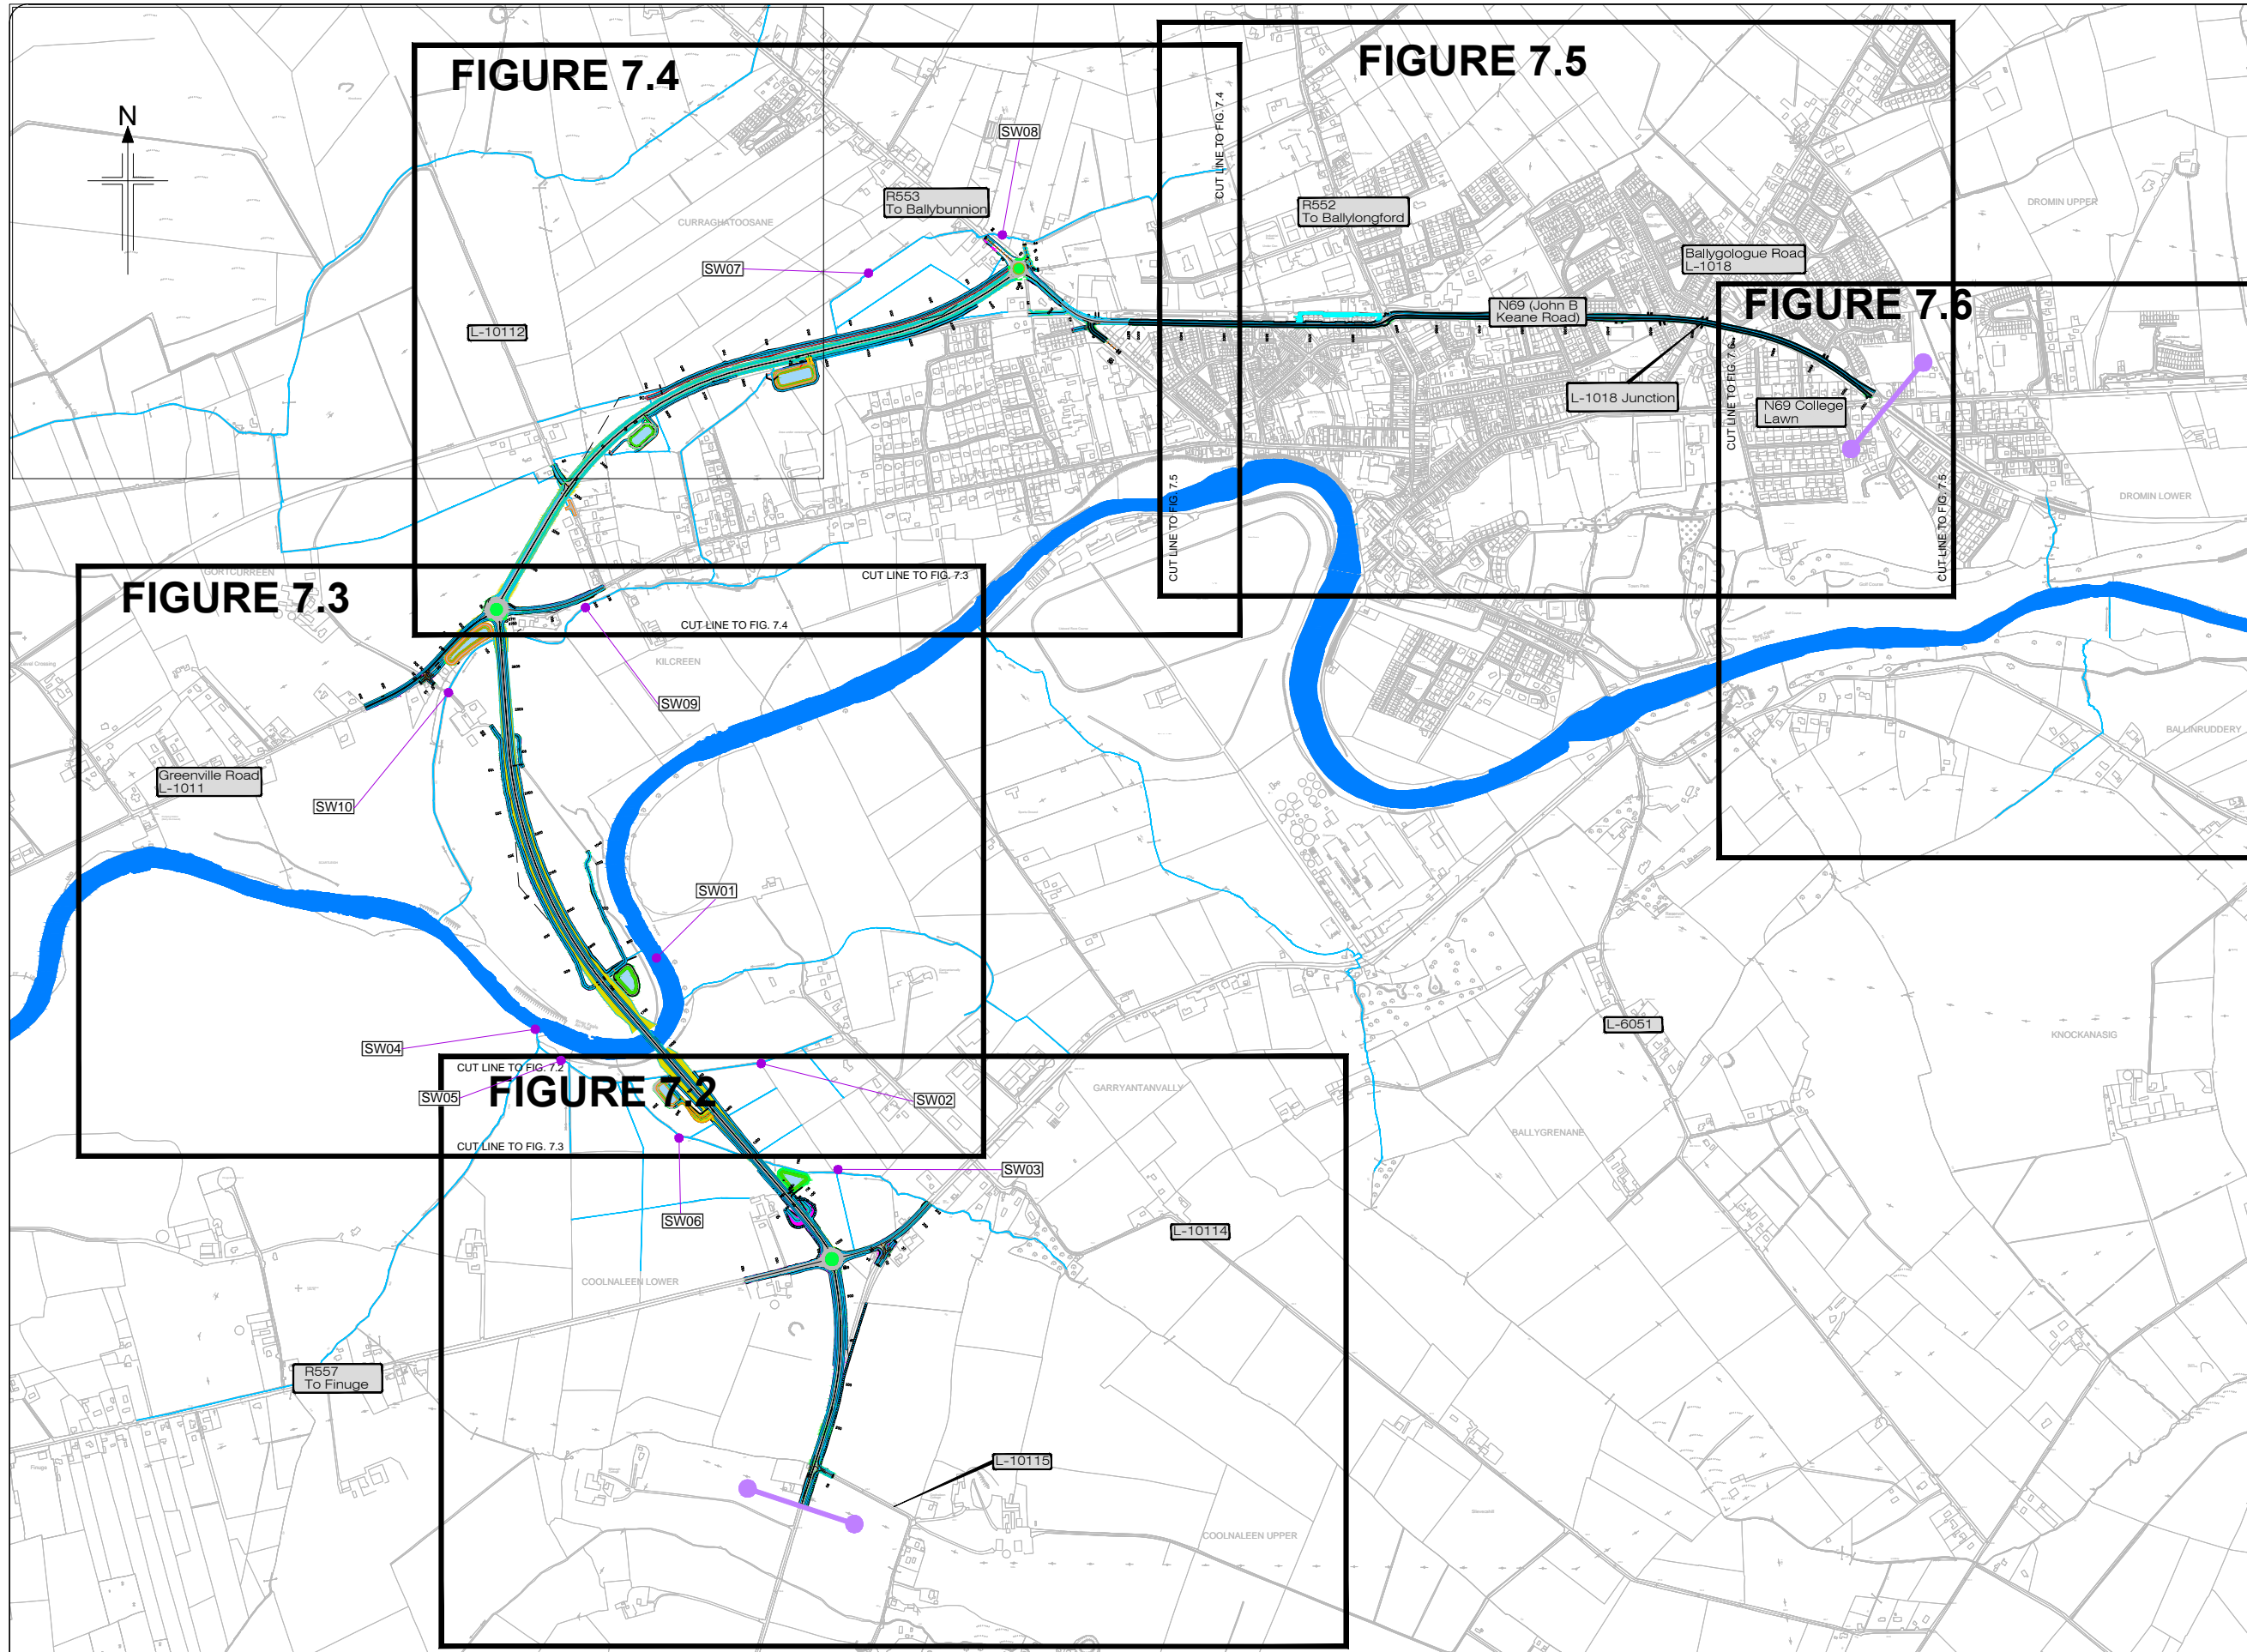 FIGURE 7.4
FIGURE 7.5
N
CUT LINE TO FIG. 7.4
SW08
R553
To Ballybunnion
R552
To Ballylongford
DROMIN UPPER
CURRAGHATOOSANE
SW07
Ballygologue Road
L-1018
L-10112
N69 (John B
Keane Road)
FIGURE 7.6
CUT LINE TO FIG. 7.6
L-1018 Junction
N69 College
Lawn
DROMIN LOWER
CUT LINE TO FIG. 7.5
CUT LINE TO FIG. 7.5
GORTCURREEN
CUT LINE TO FIG. 7.3
FIGURE 7.3
CUT LINE TO FIG. 7.4
KILCREEN
Town Park
Golf Course
SW09
BALLINRUDDERY
Greenville Road
L-1011
SW10
SW01
SW04
L-6051
KNOCKANASIG
CUT LINE TO FIG. 7.2
FIGURE 7.2
SW05
SW02
GARRYANTANVALLY
BALLYGRENANE
CUT LINE TO FIG. 7.3
SW03
SW06
L-10114
COOLNALEEN LOWER
R557
To Finuge
L-10115
Finuge
COOLNALEEN UPPER